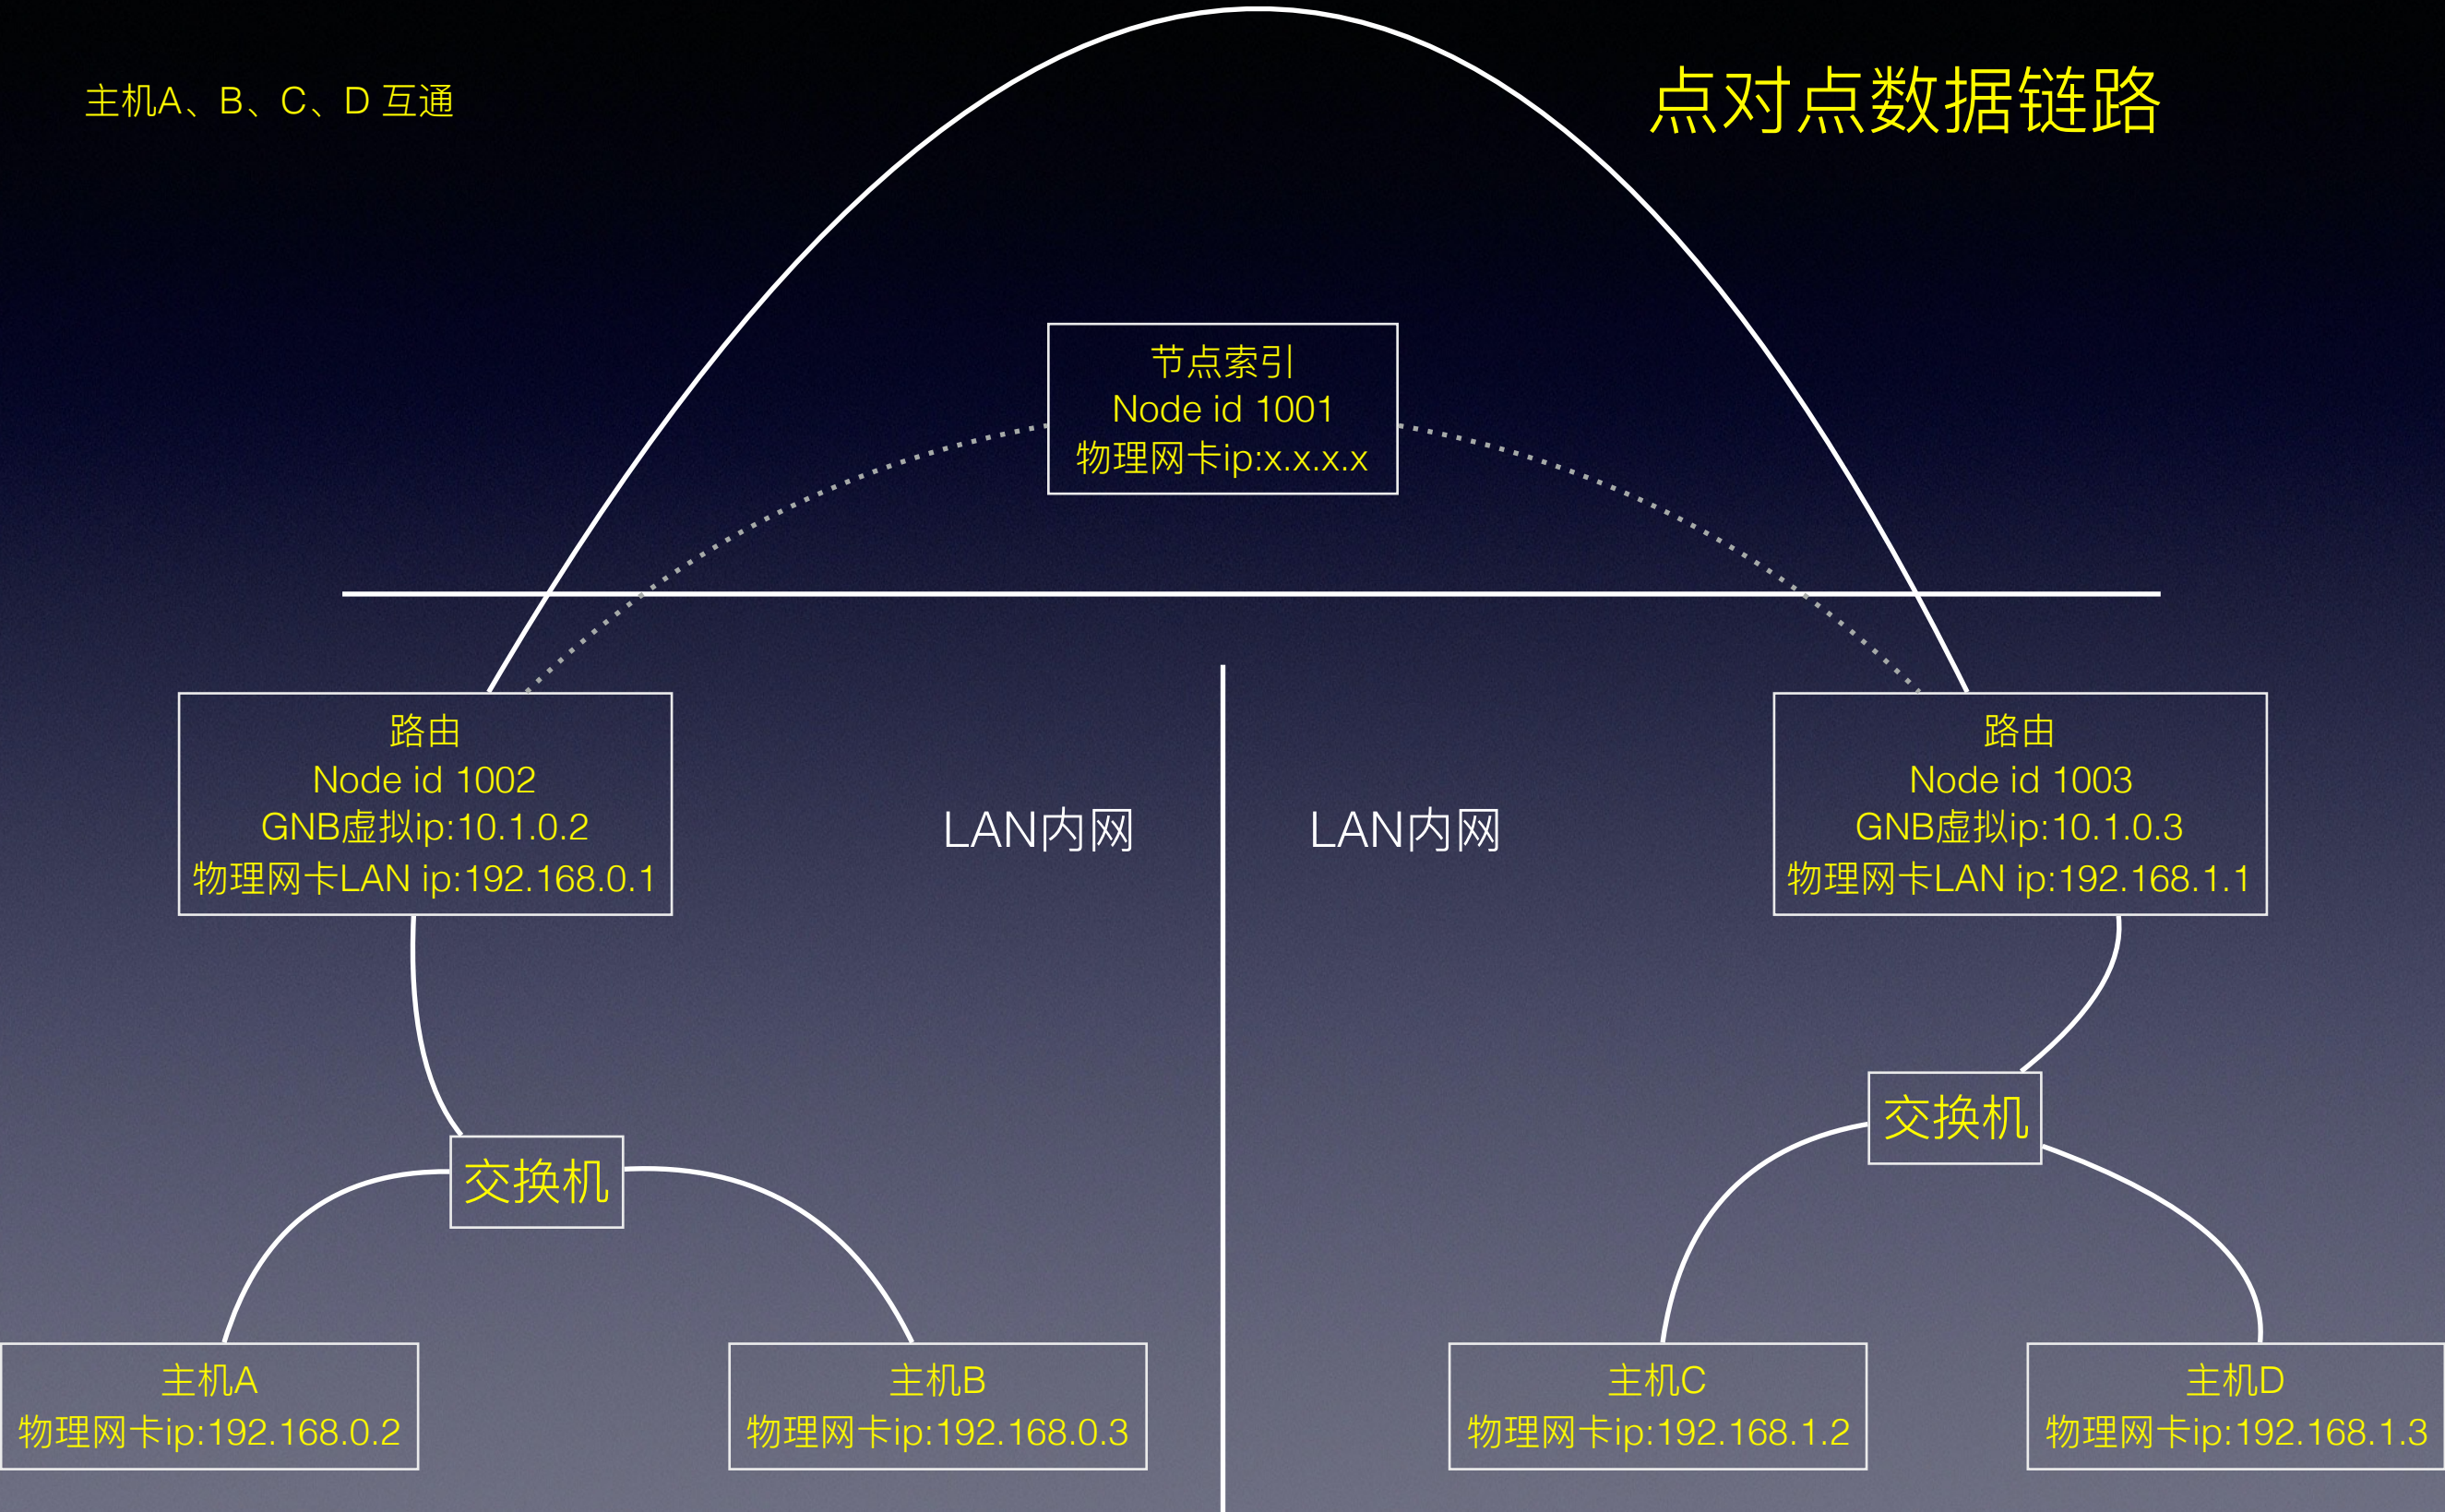 主机A、B、C、D 互通
点对点数据链路
节点索引
Node id 1001
物理网卡ip:x.x.x.x
路由
Node id 1002
GNB虚拟ip:10.1.0.2
物理网卡LAN ip:192.168.0.1
LAN内网
LAN内网
路由
Node id 1003
GNB虚拟ip:10.1.0.3
物理网卡LAN ip:192.168.1.1
交换机
交换机
主机A
物理网卡ip:192.168.0.2
主机B
物理网卡ip:192.168.0.3
主机C
物理网卡ip:192.168.1.2
主机D
物理网卡ip:192.168.1.3